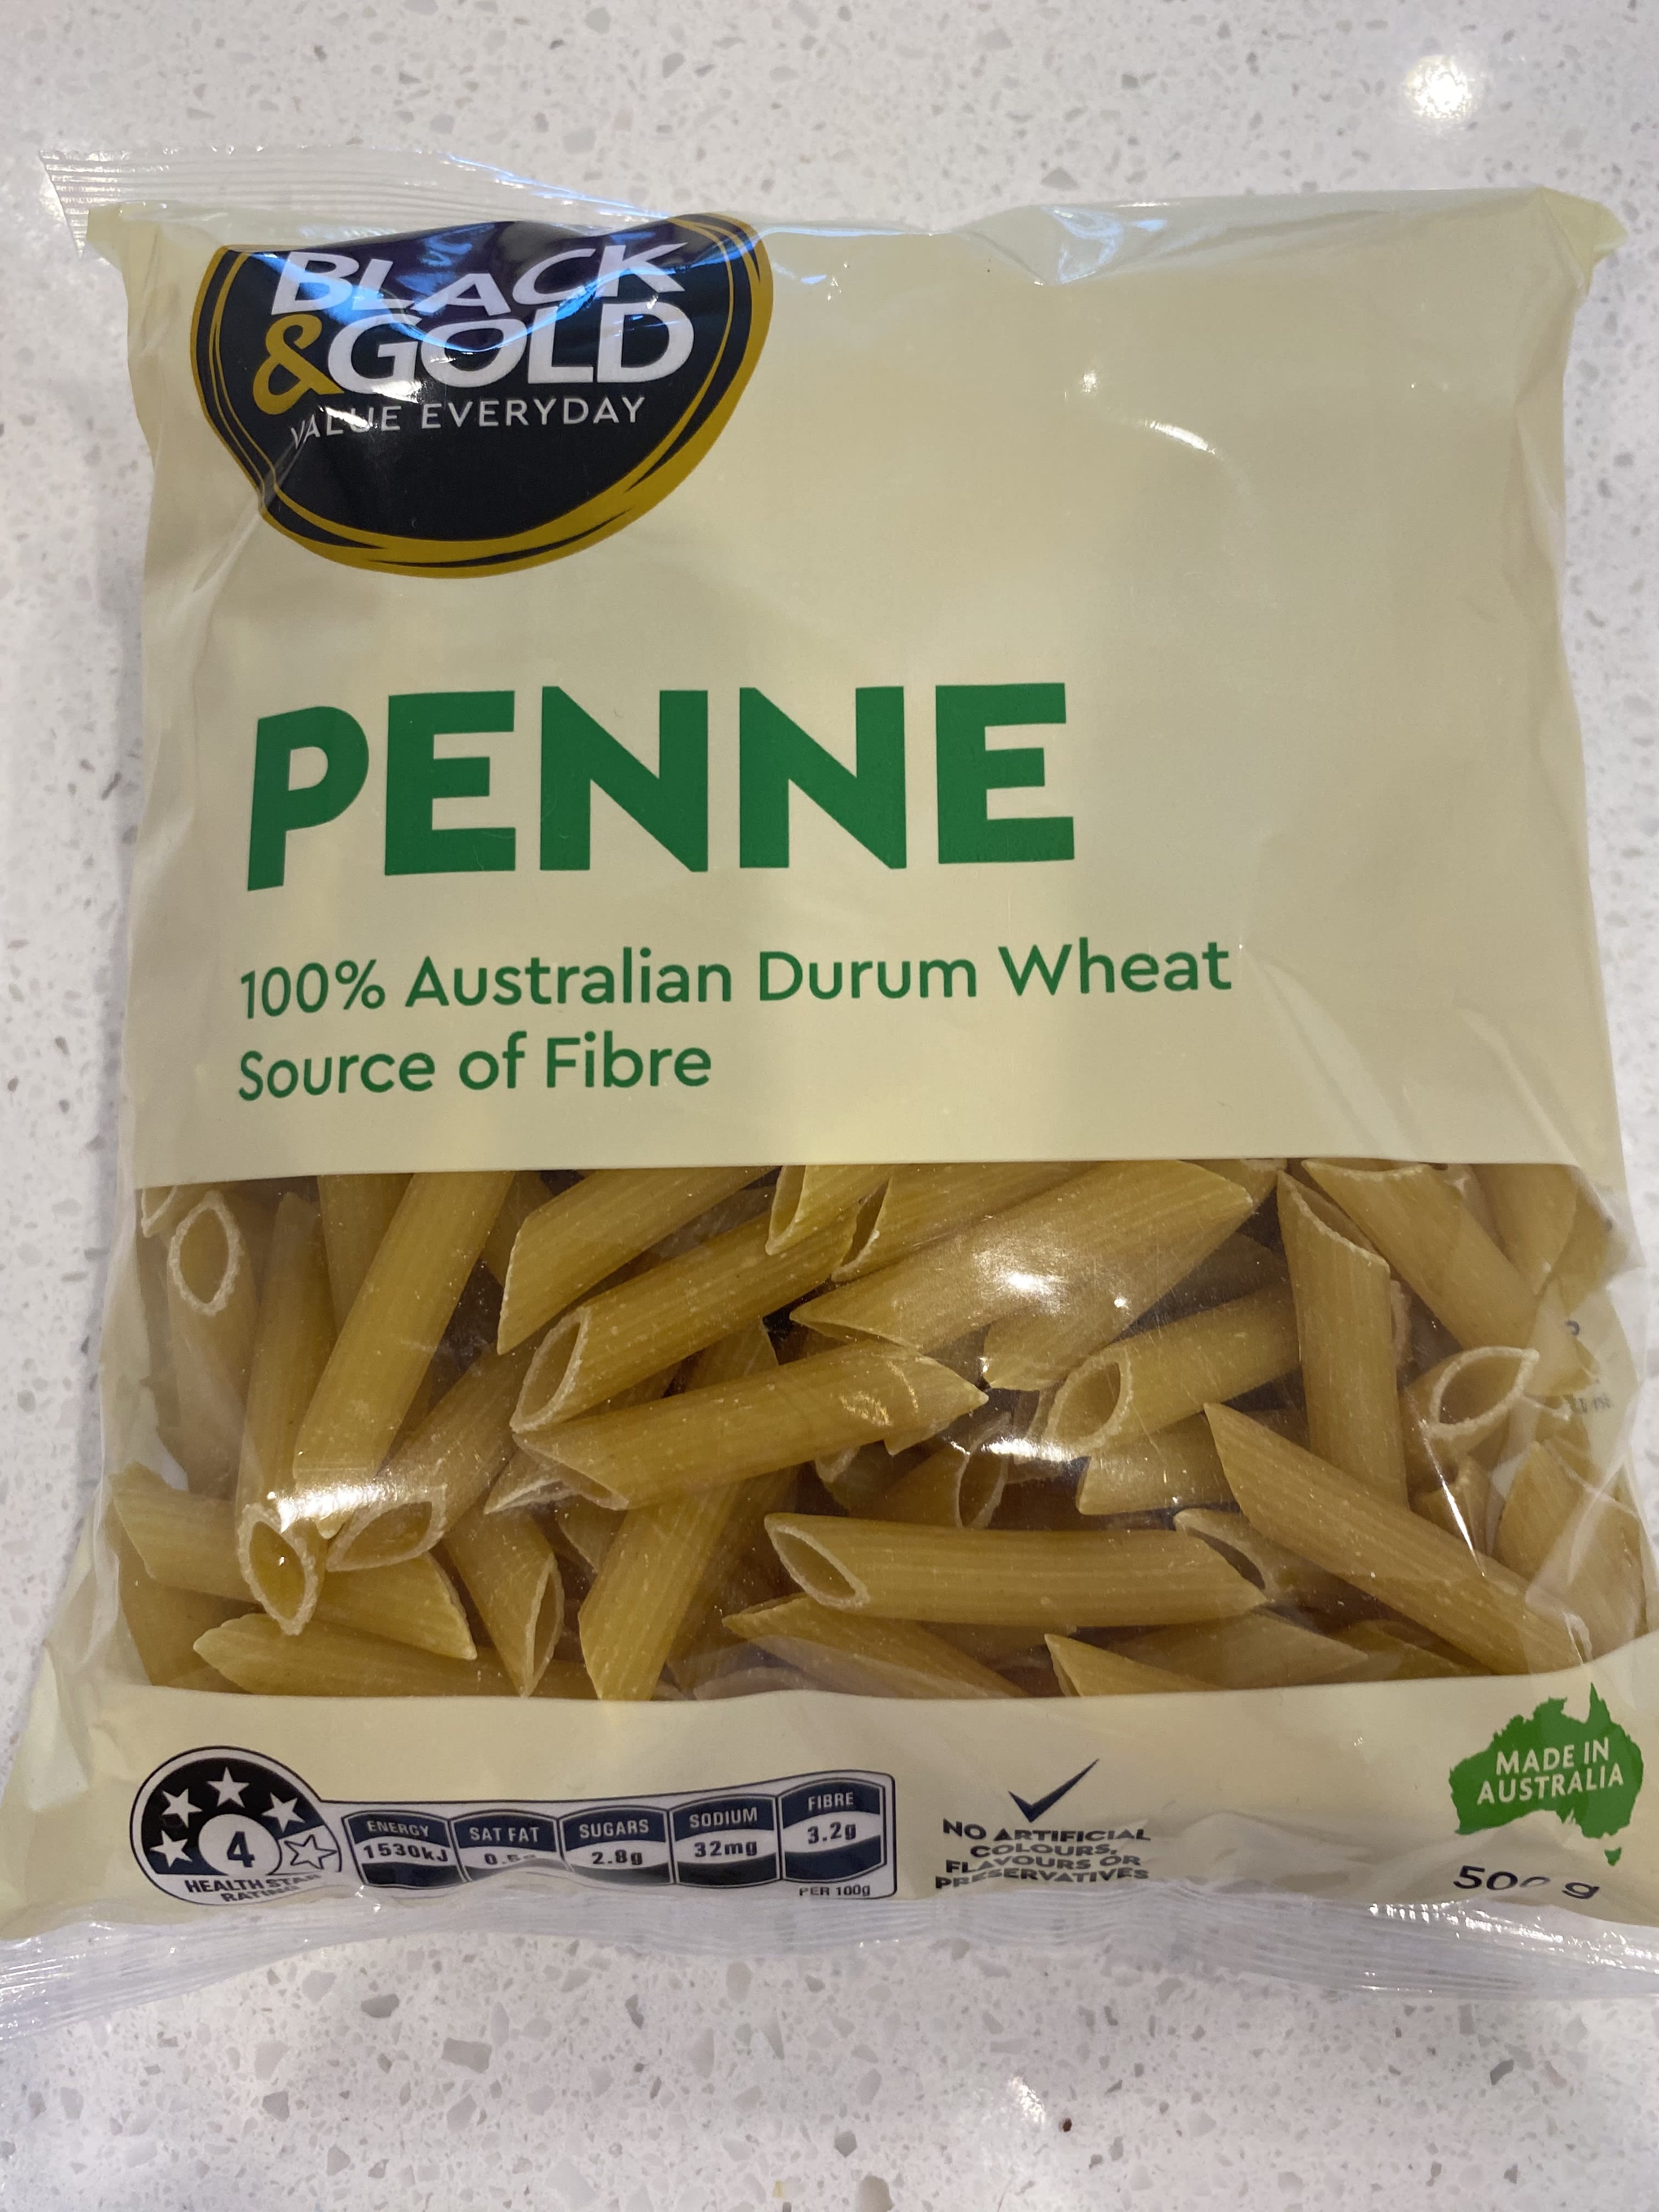 BLACK
&GOLD
VALUE EVERYDAY
PENNE
100% Australian Durum Wheat
Source of Fibre
4
HEALTH STAR
RATING
ENERGY
1530kJ
SAT FAT
SUGARS
2.8g
SODIUM
32mg
FIBRE
3.2g
PER 100g
NO ARTIFICIAL
COLOURS,
FLAVOURS OR
PRESERVATIVES
MADE IN
AUSTRALIA
500 g